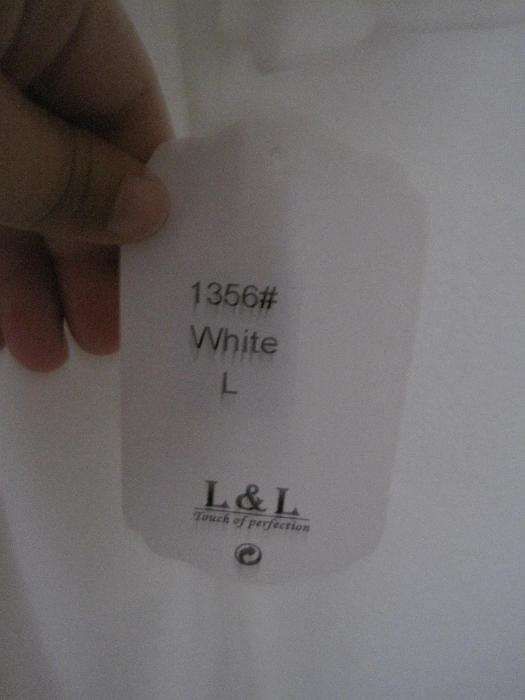 1356#
White
L
L & L
Touch of perfection